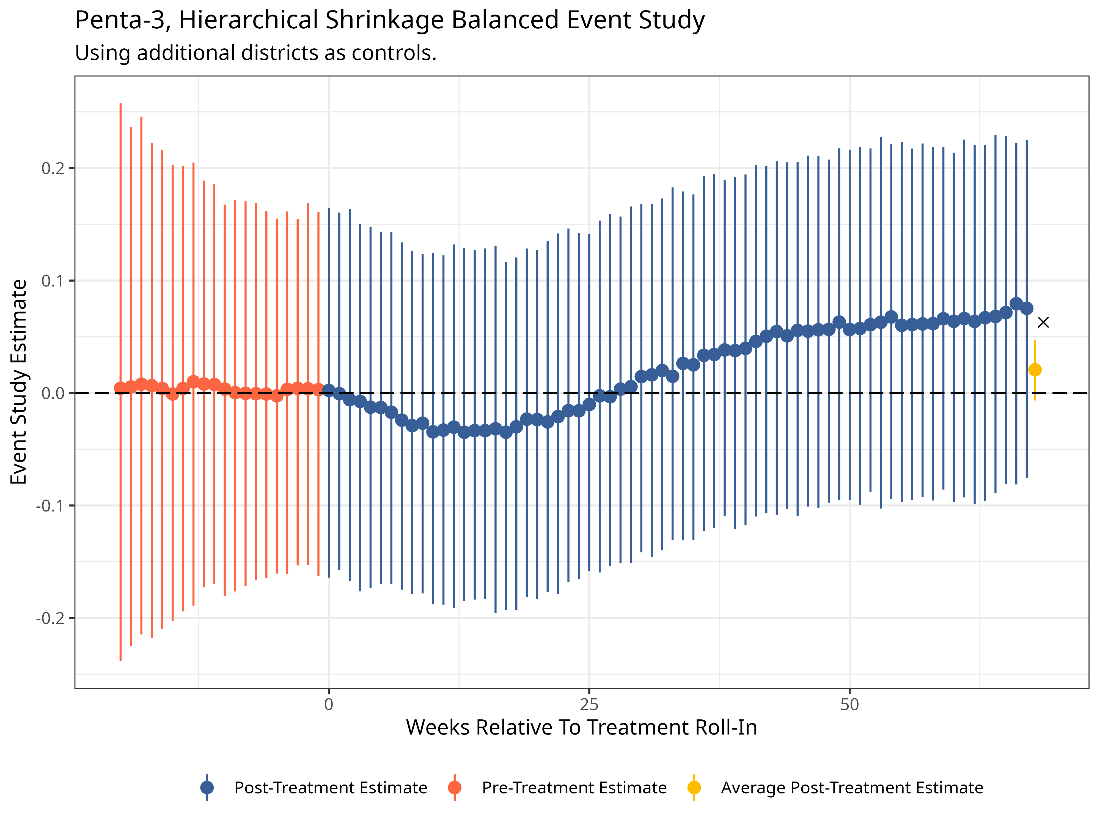 Penta-3, Hierarchical Shrinkage Balanced Event Study
Using additional districts as controls.
Event Study Estimate
0.2
0.1
0.0
-0.1
-0.2
×
0
25
50
Weeks Relative To Treatment Roll-In
Post-Treatment Estimate
Pre-Treatment Estimate
Average Post-Treatment Estimate